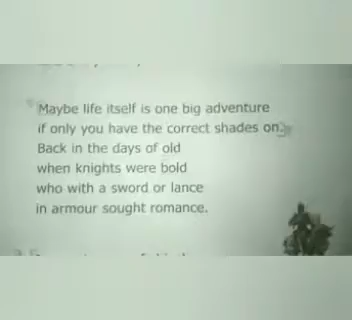 Maybe life itself is one big adventure
if only you have the correct shades on.
Back in the days of old
when knights were bold
who with a sword or lance
in armour sought romance.